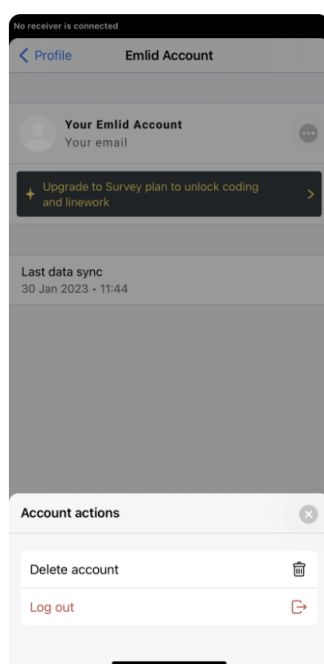 No receiver is connected
Profile
Emlid Account
Your Emlid Account
Your email
Upgrade to Survey plan to unlock coding
and linework
Last data sync
30 Jan 2023 • 11:44
Account actions
Delete account
Log out